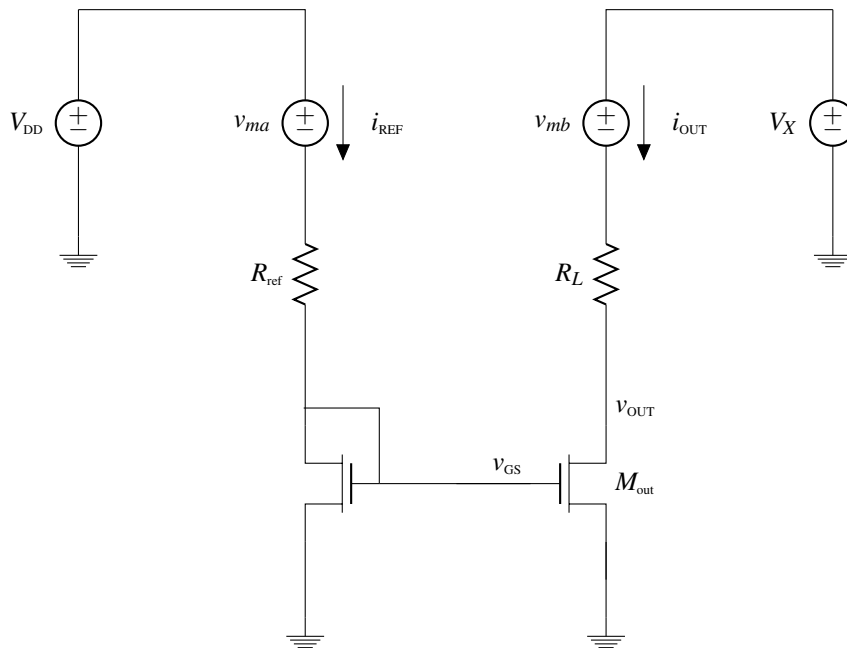 V_DD
v_ma
i_REF
v_mb
i_OUT
V_X
R_ref
R_L
v_OUT
v_GS
M_out